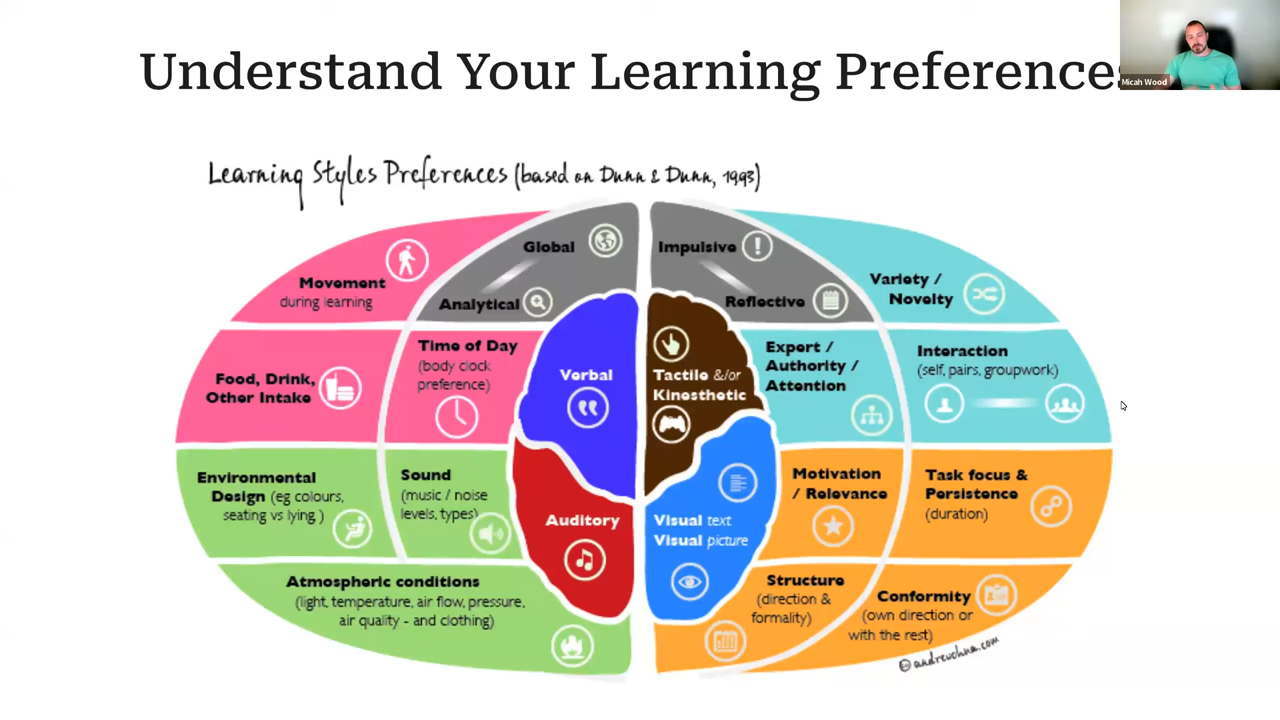 Understand Your Learning Preferences
Micah Wood
Learning Styles Preferences (based on Dunn & Dunn, 1993)
Movement
during learning
Global
Analytical
Impulsive
Reflective
Variety /
Novelty
Food, Drink,
Other Intake
Time of Day
(body clock
preference)
Verbal
Tactile &/or
Kinesthetic
Expert /
Authority /
Attention
Interaction
(self, pairs, groupwork)
Environmental
Design (eg colours,
seating vs lying,)
Sound
(music / noise
levels, types)
Auditory
Visual text
Visual picture
Motivation
/ Relevance
Task focus &
Persistence
(duration)
Atmospheric conditions
(light, temperature, air flow, pressure,
air quality - and clothing)
Structure
(direction &
formality)
Conformity
(own direction or
with the rest)